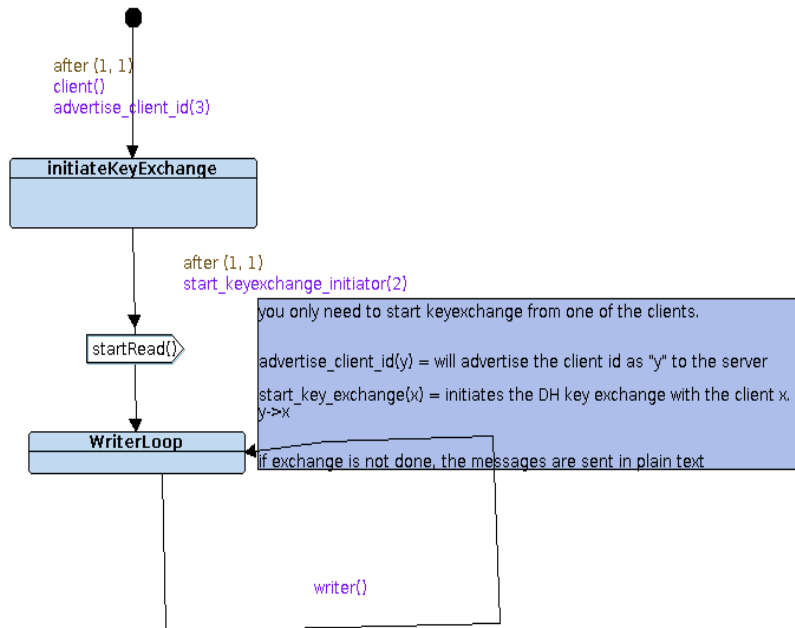 after (1, 1)
client()
advertise_client_id(3)
initiateKeyExchange
after (1, 1)
start_keyexchange_initiator(2)
you only need to start keyexchange from one of the clients.
advertise_client_id(y) = will advertise the client id as "y" to the server
start_key_exchange(x) = initiates the DH key exchange with the client x.
y->x
if exchange is not done, the messages are sent in plain text
startRead()
WriterLoop
writer()